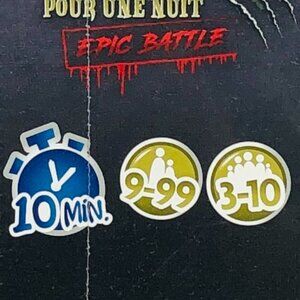 POUR UNE NUIT
EPIC BATTLE
10 MIN.
9-99
3-10